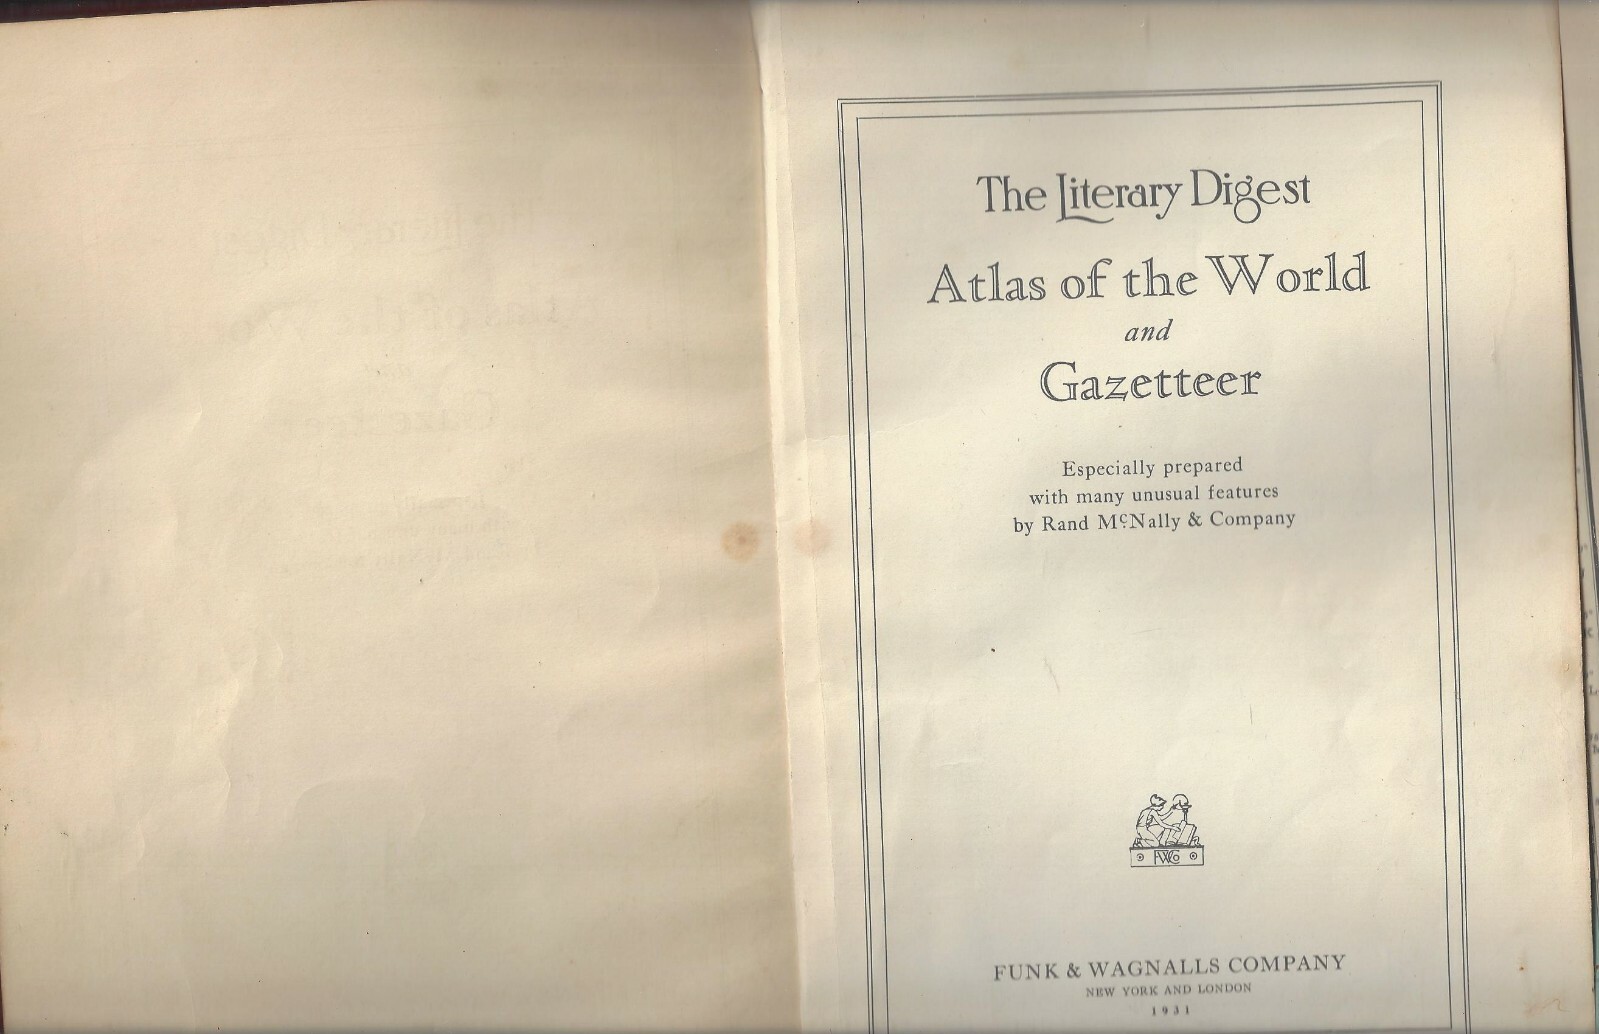 The Literary Digest
Atlas of the World
and
Gazetteer
Especially prepared
with many unusual features
by Rand McNally & Company
FUNK & WAGNALLS COMPANY
NEW YORK AND LONDON
1931